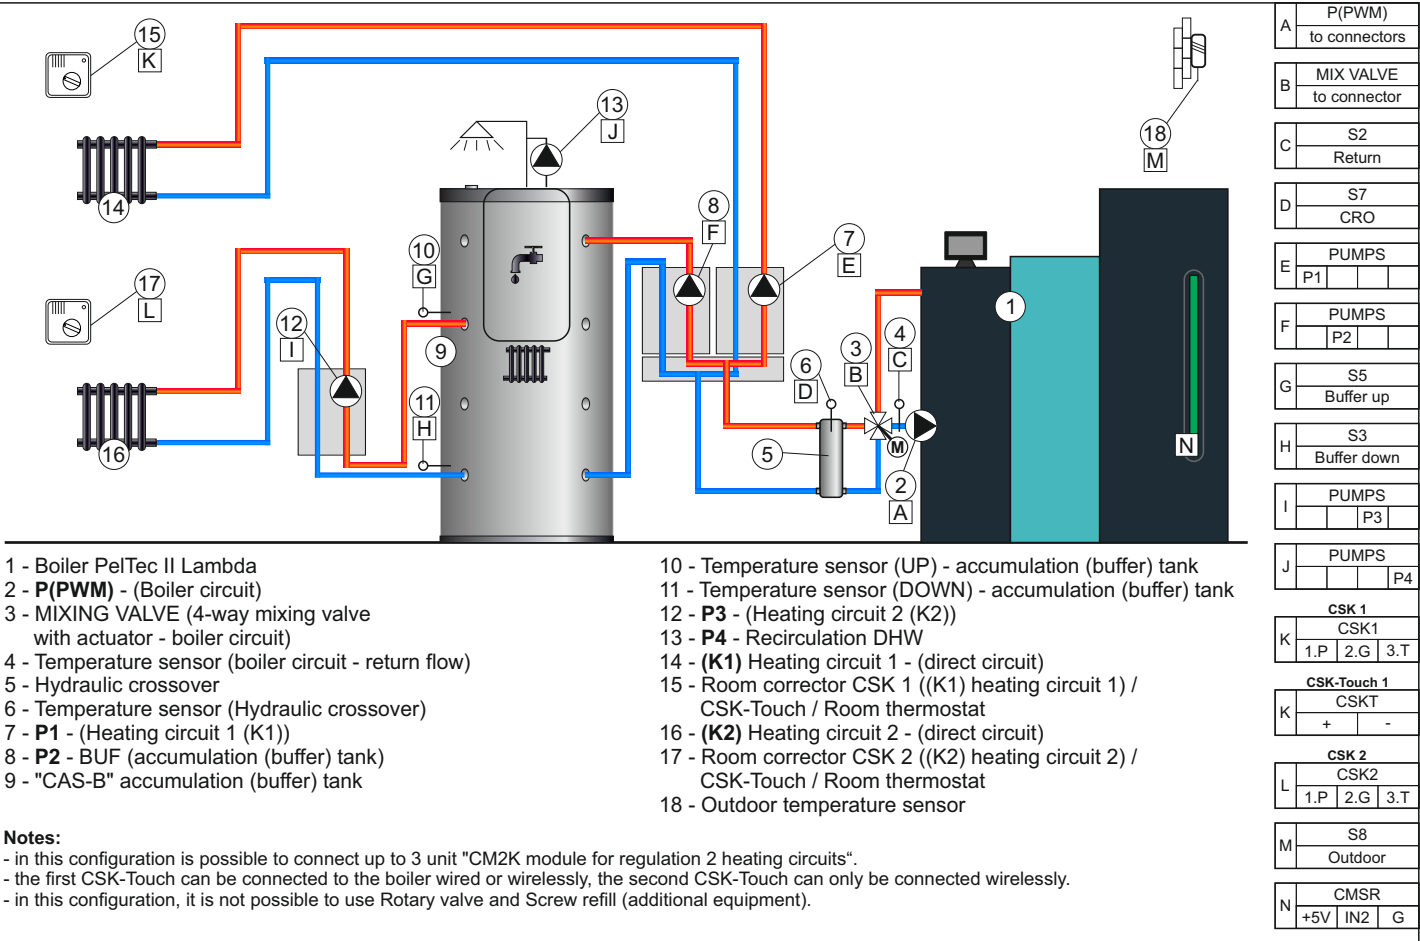 15
K
14
17
L
16
12
I
10
G
9
11
H
13
J
8
F
7
E
6
D
5
3
B
4
C
M
2
A
1
18
M
N
1 - Boiler PelTec II Lambda
2 - P(PWM) - (Boiler circuit)
3 - MIXING VALVE (4-way mixing valve
with actuator - boiler circuit)
4 - Temperature sensor (boiler circuit - return flow)
5 - Hydraulic crossover
6 - Temperature sensor (Hydraulic crossover)
7 - P1 - (Heating circuit 1 (K1))
8 - P2 - BUF (accumulation (buffer) tank)
9 - "CAS-B" accumulation (buffer) tank
10 - Temperature sensor (UP) - accumulation (buffer) tank
11 - Temperature sensor (DOWN) - accumulation (buffer) tank
12 - P3 - (Heating circuit 2 (K2))
13 - P4 - Recirculation DHW
14 - (K1) Heating circuit 1 - (direct circuit)
15 - Room corrector CSK 1 ((K1) heating circuit 1) /
CSK-Touch / Room thermostat
16 - (K2) Heating circuit 2 - (direct circuit)
17 - Room corrector CSK 2 ((K2) heating circuit 2) /
CSK-Touch / Room thermostat
18 - Outdoor temperature sensor
Notes:
- in this configuration is possible to connect up to 3 unit "CM2K module for regulation 2 heating circuits“.
- the first CSK-Touch can be connected to the boiler wired or wirelessly, the second CSK-Touch can only be connected wirelessly.
- in this configuration, it is not possible to use Rotary valve and Screw refill (additional equipment).
A
P(PWM)
to connectors
B
MIX VALVE
to connector
C
S2
Return
D
S7
CRO
E
PUMPS
P1
F
PUMPS
P2
G
S5
Buffer up
H
S3
Buffer down
I
PUMPS
P3
J
PUMPS
P4
CSK 1
K
CSK1
1.P 2.G 3.T
CSK-Touch 1
K
CSKT
+ -
CSK 2
L
CSK2
1.P 2.G 3.T
M
S8
Outdoor
N
CMSR
+5V IN2 G